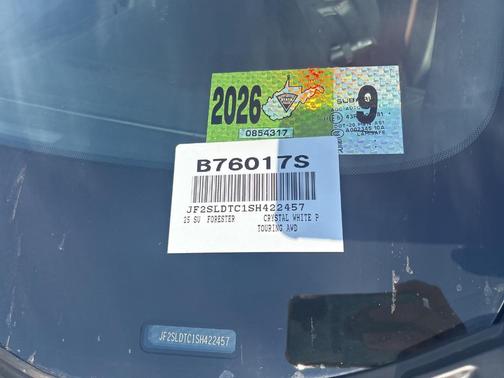 2026
9
0854317
SUBARU
B76017S
JF2SLDTC1SH422457
25 SU FORESTER CRYSTAL WHITE P
TOURING AWD
JF2SLDTC1SH422457